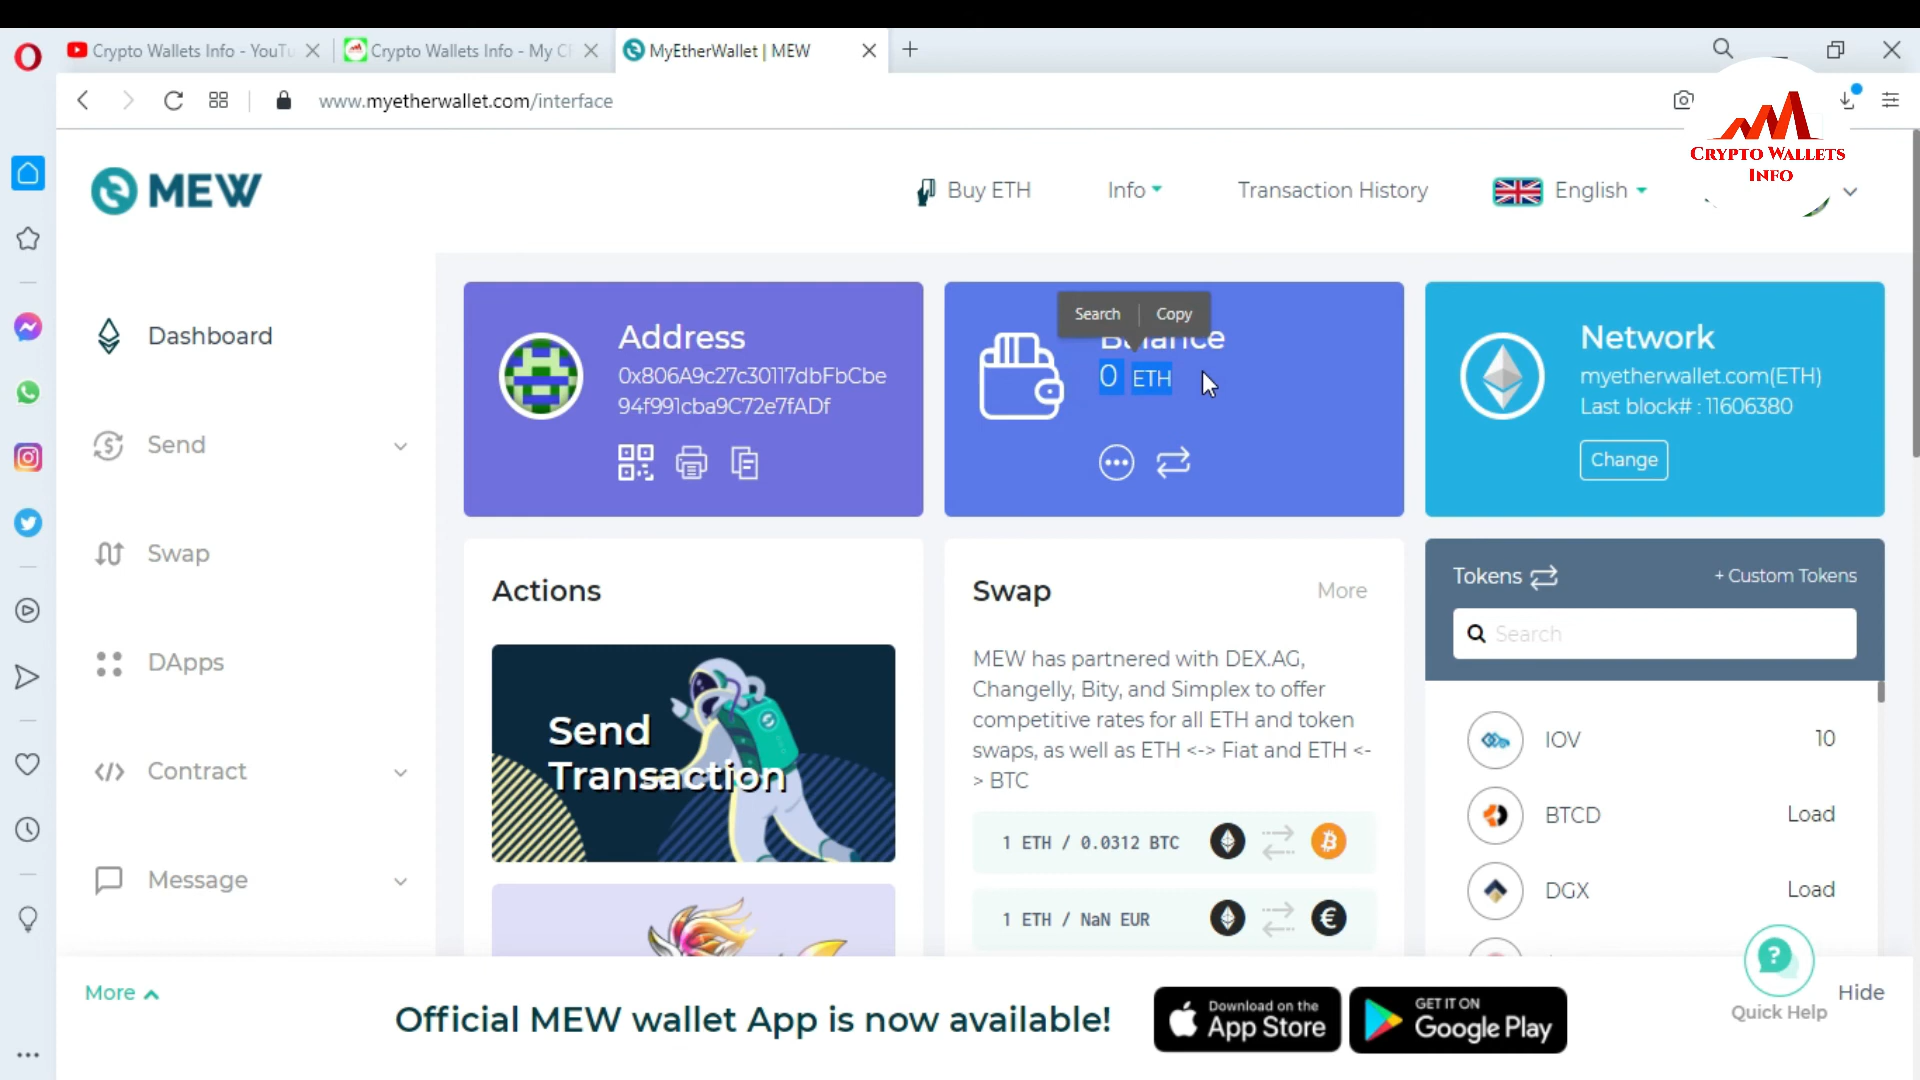 Crypto Wallets Info - YouTu
Crypto Wallets Info - My Cr
MyEtherWallet | MEW
www.myetherwallet.com/interface
CRYPTO WALLETS
INFO
MEW
Buy ETH
Info
Transaction History
English
Dashboard
Send
Swap
DApps
Contract
Message
Address
0x806A9c27c30117dbFbCbe
94f991cba9C72e7fADf
Search
Copy
Balance
0 ETH
Network
myetherwallet.com(ETH)
Last block# : 11606380
Change
Actions
Send
Transaction
Swap
More
MEW has partnered with DEX.AG,
Changelly, Bity, and Simplex to offer
competitive rates for all ETH and token
swaps, as well as ETH <-> Fiat and ETH <-
> BTC
1 ETH / 0.0312 BTC
1 ETH / NaN EUR
Tokens
+ Custom Tokens
Search
IOV 10
BTCD Load
DGX Load
More
Official MEW wallet App is now available!
Download on the
App Store
GET IT ON
Google Play
Quick Help
Hide